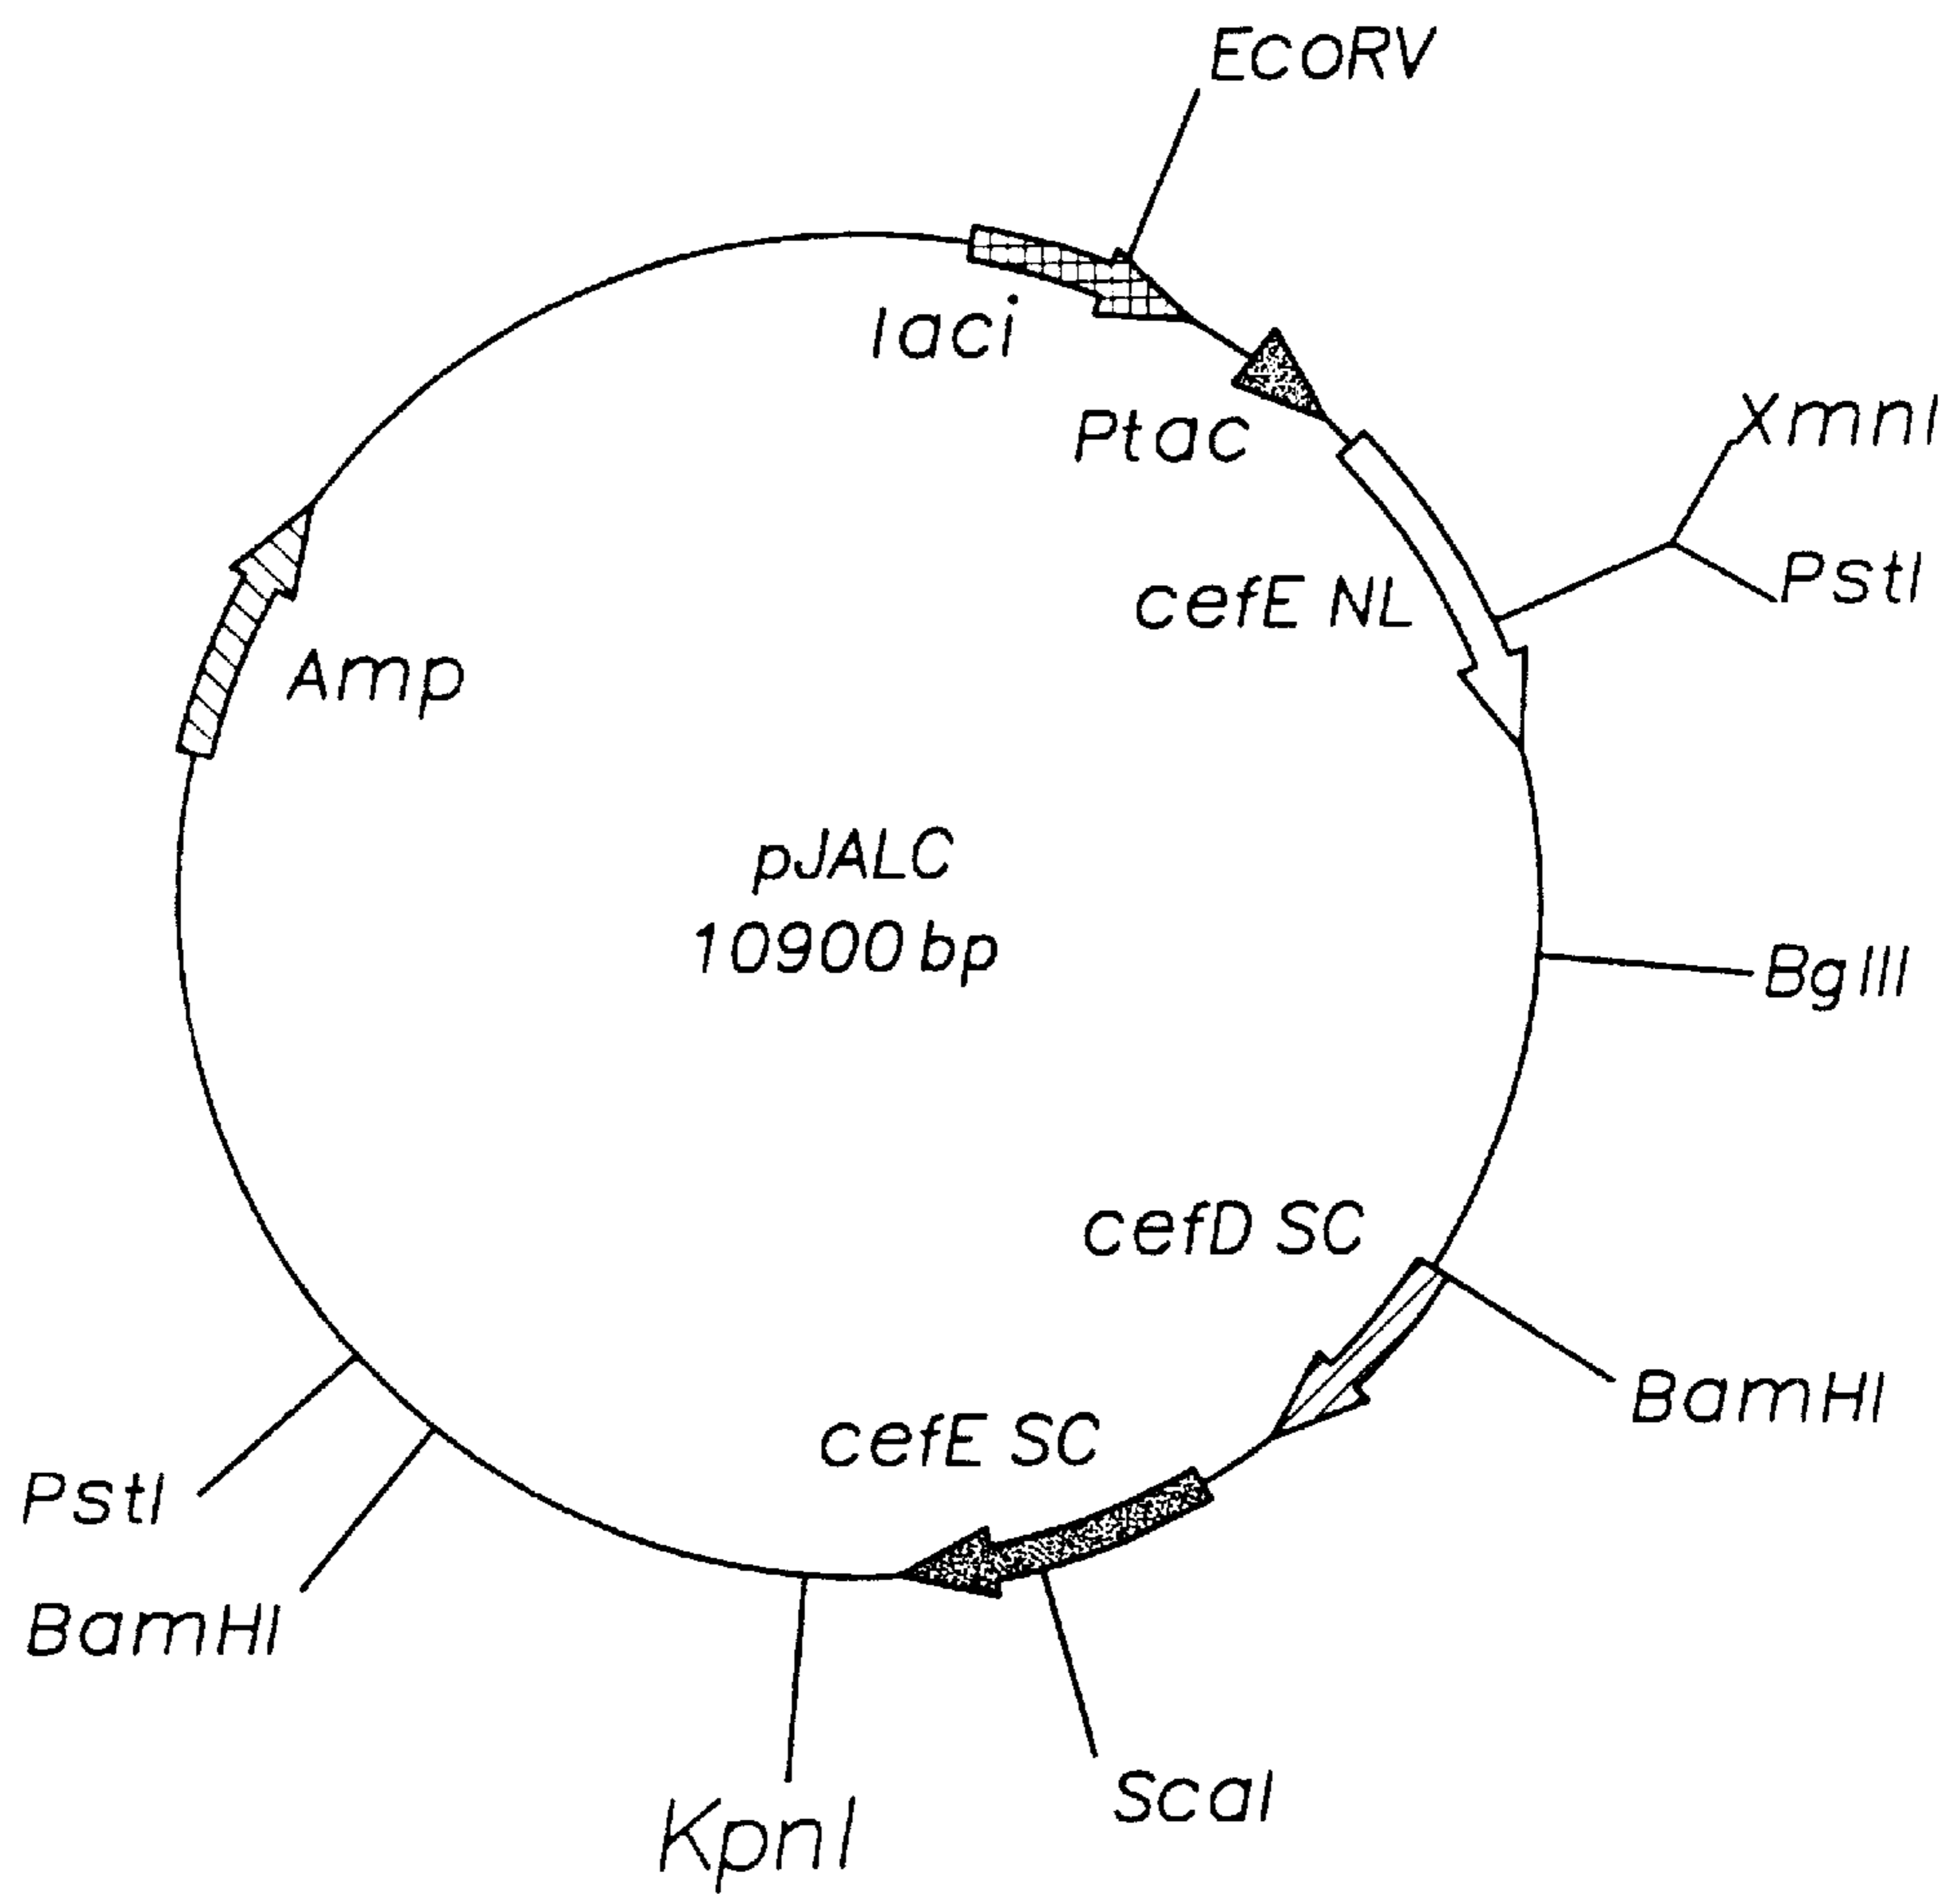 ECORV
laci
Ptac
XmnI
PstI
cefE NL
Amp
pJALC
10900 bp
BglII
cefD SC
BamHI
cefE SC
PstI
BamHI
ScaI
KpnI